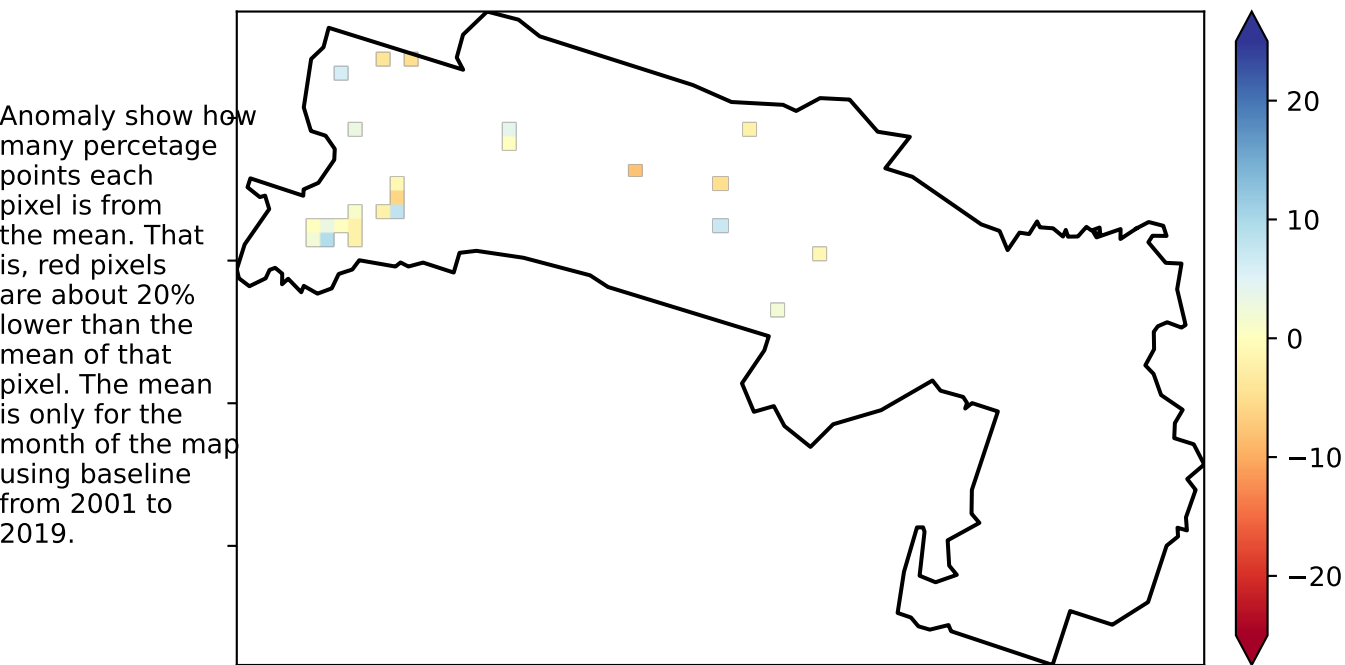 Anomaly show how
many percetage
points each
pixel is from
the mean. That
is, red pixels
are about 20%
lower than the
mean of that
pixel. The mean
is only for the
month of the map
using baseline
from 2001 to
2019.
20
10
0
−10
−20